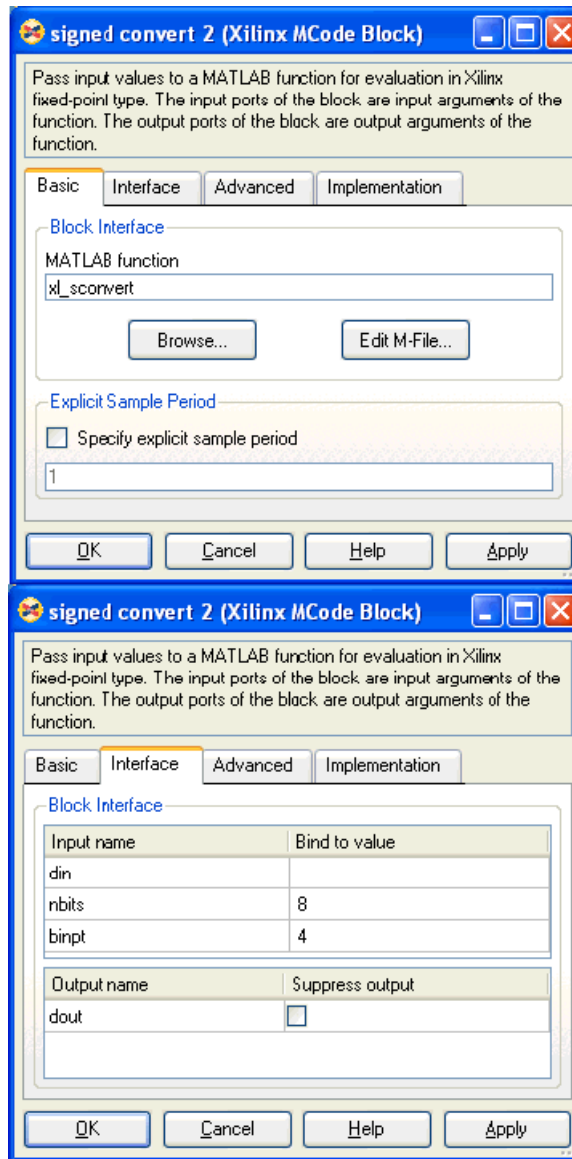 signed convert 2 (Xilinx MCode Block)
Pass input values to a MATLAB function for evaluation in Xilinx
fixed-point type. The input ports of the block are input arguments of the
function. The output ports of the block are output arguments of the
function.
Basic Interface Advanced Implementation
Block Interface
MATLAB function
xl_sconvert
Browse... Edit M-File...
Explicit Sample Period
Specify explicit sample period
1
OK Cancel Help Apply
signed convert 2 (Xilinx MCode Block)
Pass input values to a MATLAB function for evaluation in Xilinx
fixed-point type. The input ports of the block are input arguments of the
function. The output ports of the block are output arguments of the
function.
Basic Interface Advanced Implementation
Block Interface
Input name Bind to value
din
nbits 8
binpt 4
Output name Suppress output
dout
OK Cancel Help Apply